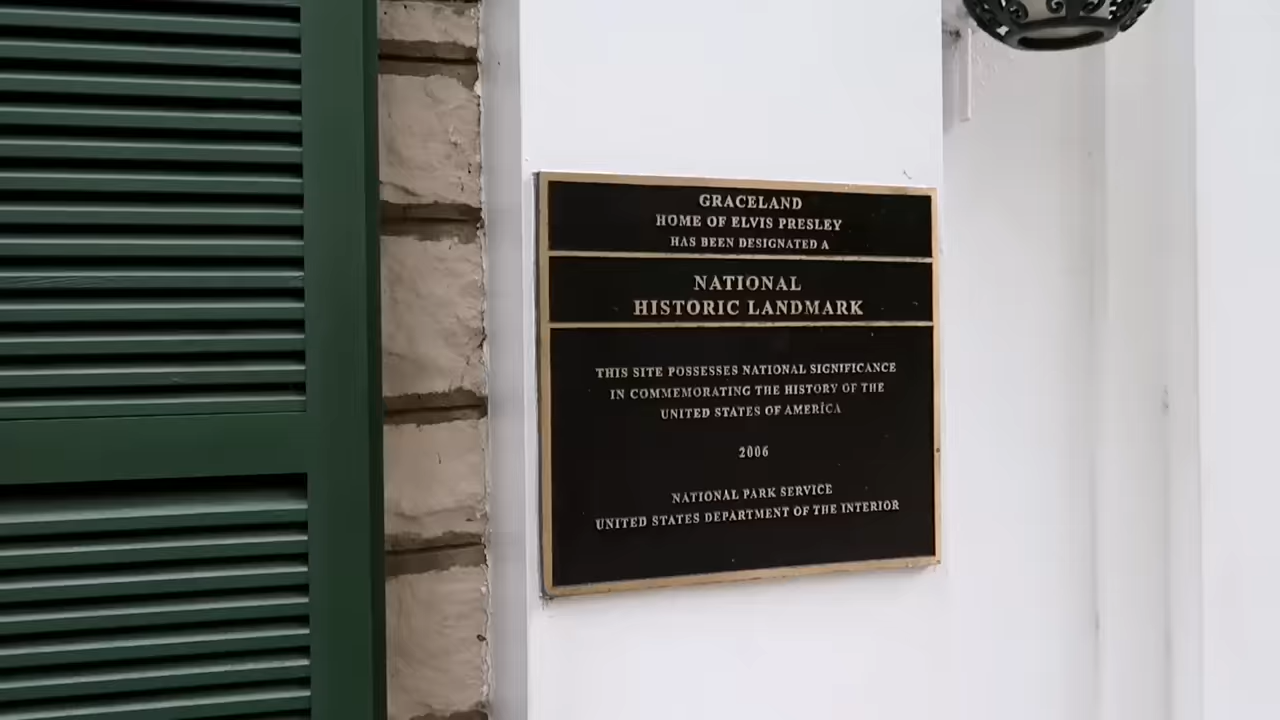 GRACELAND
HOME OF ELVIS PRESLEY
HAS BEEN DESIGNATED A
NATIONAL
HISTORIC LANDMARK
THIS SITE POSSESSES NATIONAL SIGNIFICANCE
IN COMMEMORATING THE HISTORY OF THE
UNITED STATES OF AMERICA
2006
NATIONAL PARK SERVICE
UNITED STATES DEPARTMENT OF THE INTERIOR